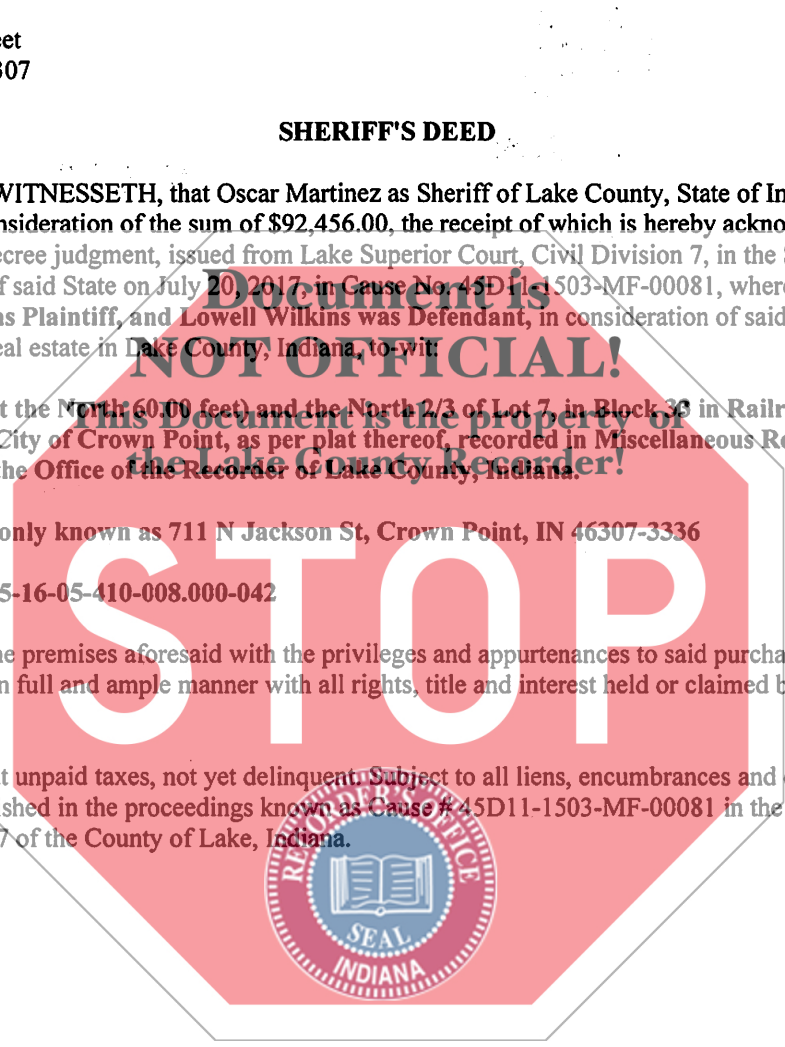 eet
307
SHERIFF'S DEED
WITNESSETH, that Oscar Martinez as Sheriff of Lake County, State of In
nsideration of the sum of $92,456.00, the receipt of which is hereby ackno
ecree judgment, issued from Lake Superior Court, Civil Division 7, in the
f said State on July 20, 2017, in Cause No. 45D11-1503-MF-00081, wher
as Plaintiff, and Lowell Wilkins was Defendant, in consideration of said
eal estate in Lake County, Indiana, to-wit:
Document is
NOT OFFICIAL!
This Document is the property of
the Lake County Recorder!
t the North 60.00 feet) and the North 2/3 of Lot 7, in Block 33 in Railr
City of Crown Point, as per plat thereof, recorded in Miscellaneous Re
he Office of the Recorder of Lake County, Indiana.
only known as 711 N Jackson St, Crown Point, IN 46307-3336
5-16-05-410-008.000-042
STOP
e premises aforesaid with the privileges and appurtenances to said purcha
n full and ample manner with all rights, title and interest held or claimed b
t unpaid taxes, not yet delinquent. Subject to all liens, encumbrances and
shed in the proceedings known as Cause # 45D11-1503-MF-00081 in the
7 of the County of Lake, Indiana.
RECORDER'S OFFICE
SEAL
INDIANA